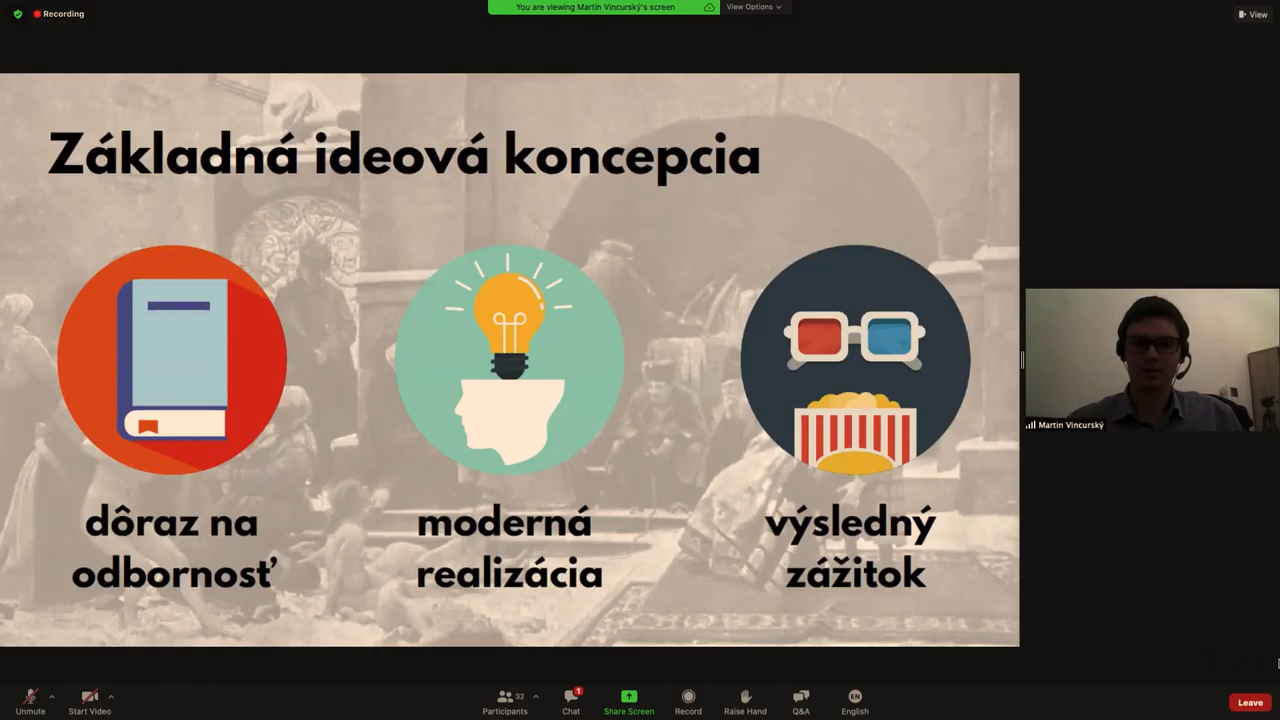 Recording
You are viewing Martin Vincurský's screen
View Options
View
Základná ideová koncepcia
dôraz na
odbornosť
moderná
realizácia
výsledný
zážitok
Martin Vincurský
Unmute
Start Video
32
Participants
1
Chat
Share Screen
Record
Raise Hand
Q&A
EN
English
Leave